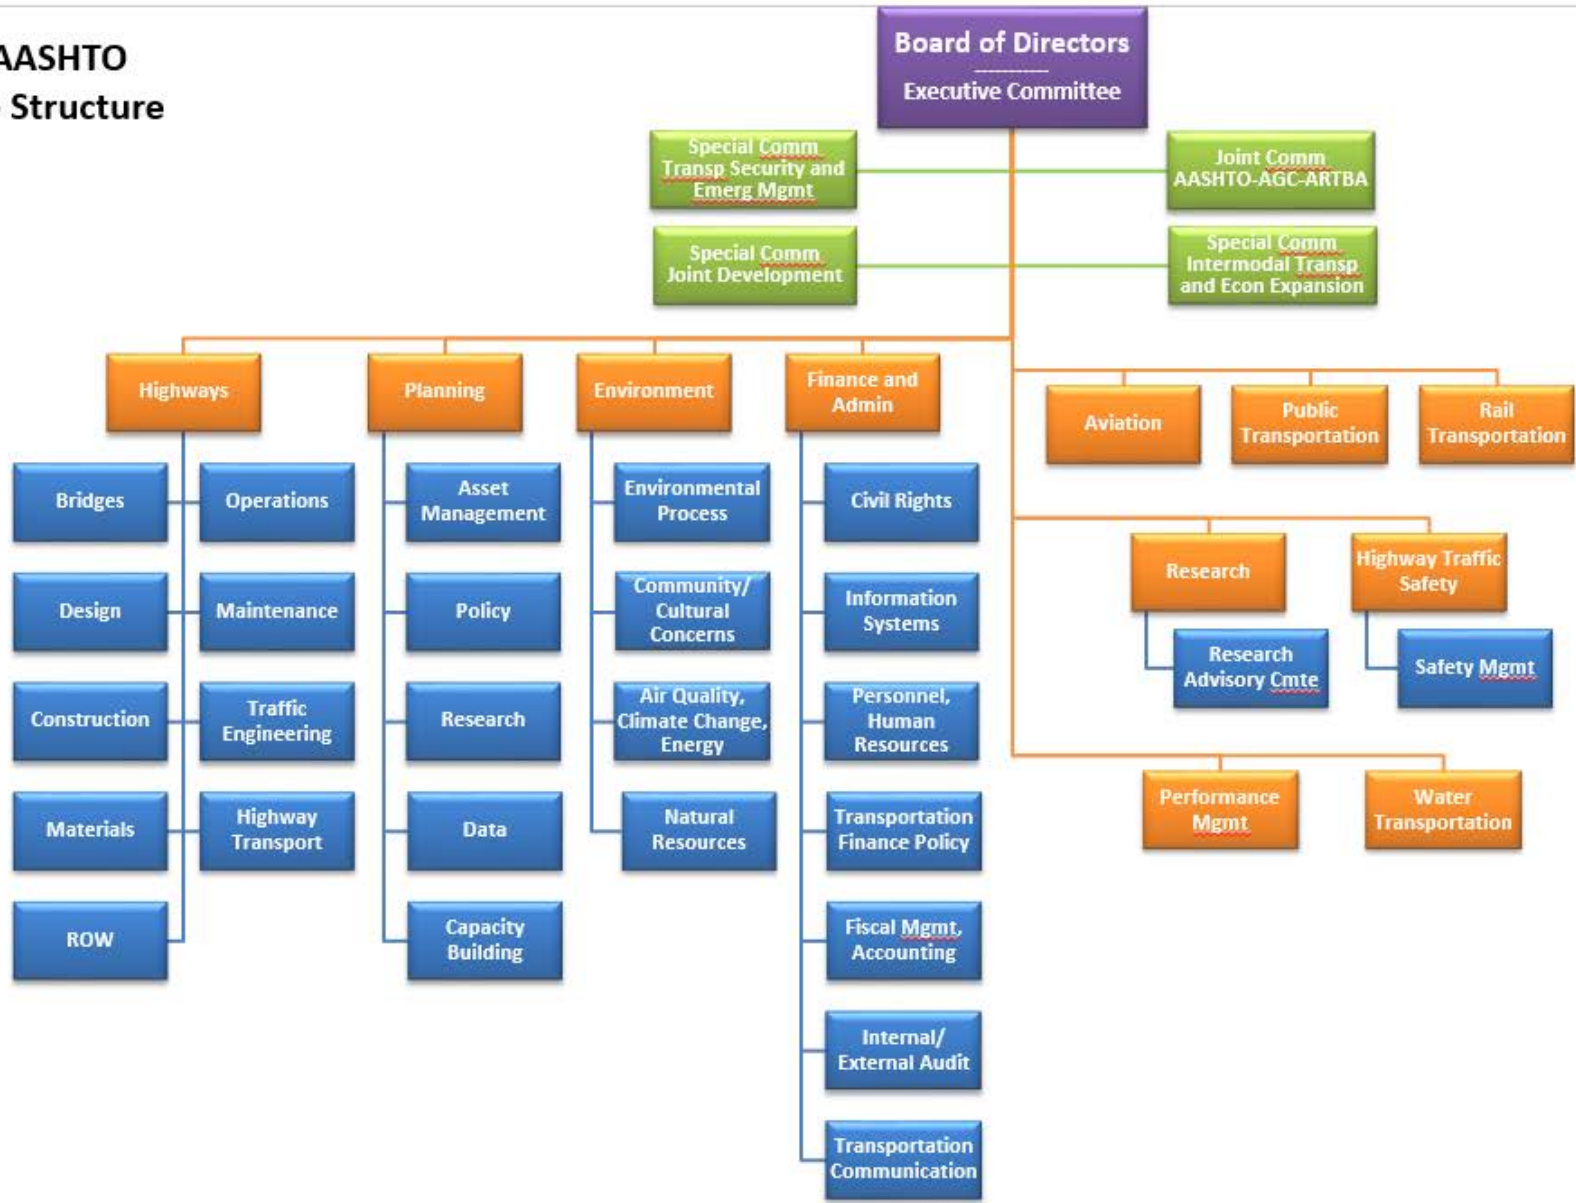 AASHTO
Structure
Board of Directors
-----------
Executive Committee
Special Comm
Transp Security and
Emerg Mgmt
Joint Comm
AASHTO-AGC-ARTBA
Special Comm
Joint Development
Special Comm
Intermodal Transp
and Econ Expansion
Highways
Planning
Environment
Finance and
Admin
Aviation
Public
Transportation
Rail
Transportation
Bridges
Operations
Asset
Management
Environmental
Process
Civil Rights
Research
Highway Traffic
Safety
Design
Maintenance
Policy
Community/
Cultural
Concerns
Information
Systems
Research
Advisory Cmte
Safety Mgmt
Construction
Traffic
Engineering
Research
Air Quality,
Climate Change,
Energy
Personnel,
Human
Resources
Performance
Mgmt
Water
Transportation
Materials
Highway
Transport
Data
Natural
Resources
Transportation
Finance Policy
ROW
Capacity
Building
Fiscal Mgmt,
Accounting
Internal/
External Audit
Transportation
Communication